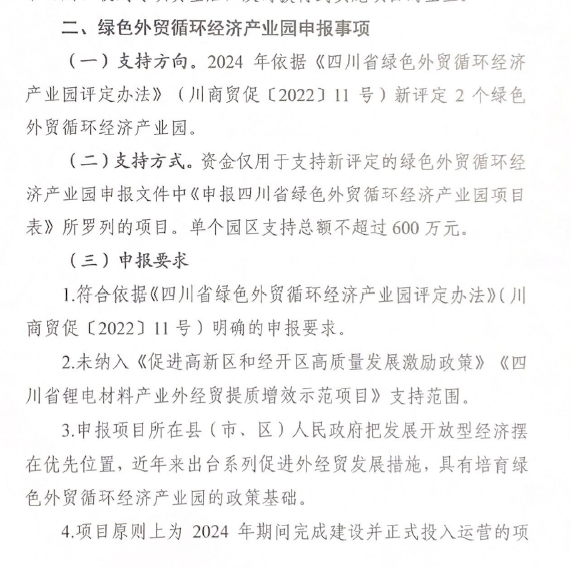 二、绿色外贸循环经济产业园申报事项
（一）支持方向。2024 年依据《四川省绿色外贸循环经济
产业园评定办法》（川商贸促〔2022〕11 号）新评定 2 个绿色
外贸循环经济产业园。
（二）支持方式。资金仅用于支持新评定的绿色外贸循环经
济产业园申报文件中《申报四川省绿色外贸循环经济产业园项目
表》所罗列的项目。单个园区支持总额不超过 600 万元。
（三）申报要求
1.符合依据《四川省绿色外贸循环经济产业园评定办法》（川
商贸促〔2022〕11 号）明确的申报要求。
2.未纳入《促进高新区和经开区高质量发展激励政策》《四
川省锂电材料产业外经贸提质增效示范项目》支持范围。
3.申报项目所在县（市、区）人民政府把发展开放型经济摆
在优先位置，近年来出台系列促进外经贸发展措施，具有培育绿
色外贸循环经济产业园的政策基础。
4.项目原则上为 2024 年期间完成建设并正式投入运营的项